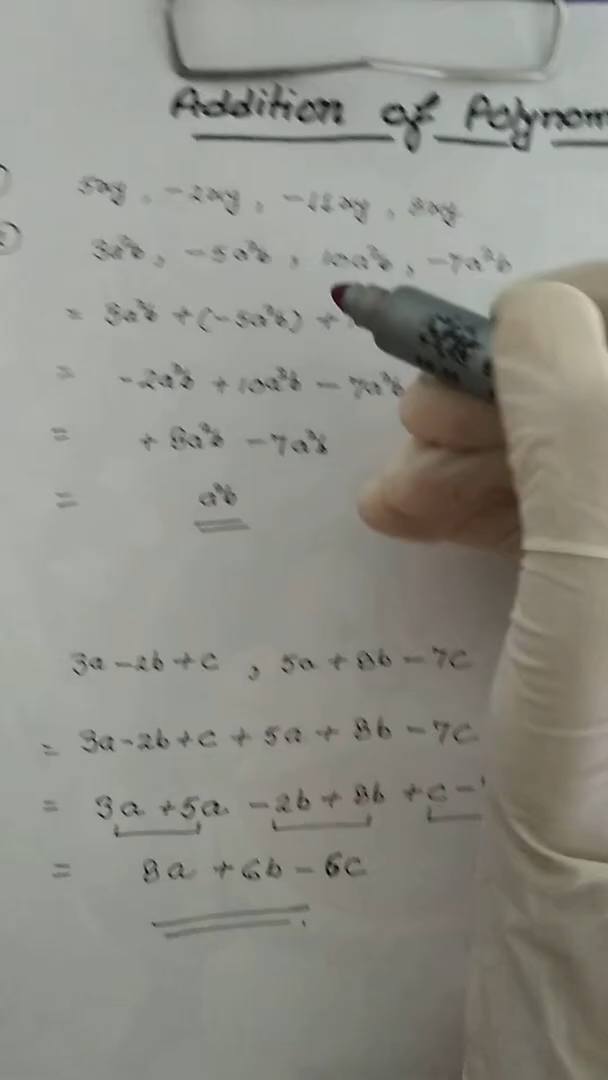 Addition of Polynom
5xy, -2xy, -11xy, 8xy
3a²b, -5a²b, 10a²b, -7a²b
= 3a²b + (-5a²b) +
= -2a²b + 10a²b - 7a²b
= + 8a²b - 7a²b
= a²b
3a-2b+c, 5a+8b-7c
= 3a-2b+c + 5a + 8b - 7c
= 3a + 5a - 2b + 8b + c -
= 8a + 6b - 6c